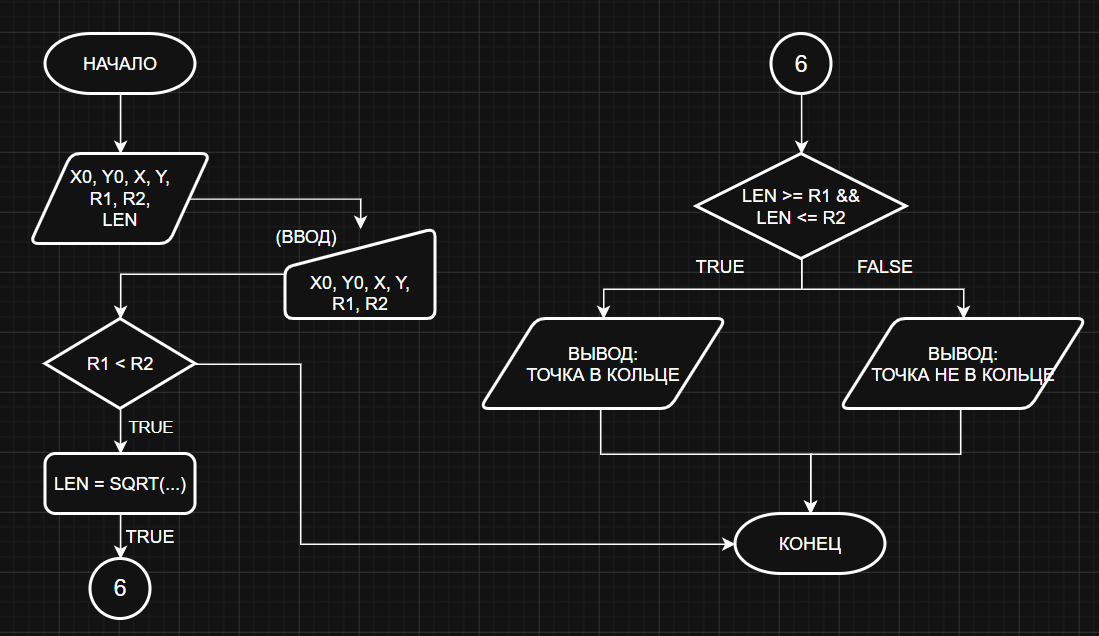 НАЧАЛО
X0, Y0, X, Y,
R1, R2,
LEN
(ВВОД)
X0, Y0, X, Y,
R1, R2
R1 < R2
TRUE
LEN = SQRT(...)
TRUE
6
6
LEN >= R1 &&
LEN <= R2
TRUE
FALSE
ВЫВОД:
ТОЧКА В КОЛЬЦЕ
ВЫВОД:
ТОЧКА НЕ В КОЛЬЦЕ
КОНЕЦ